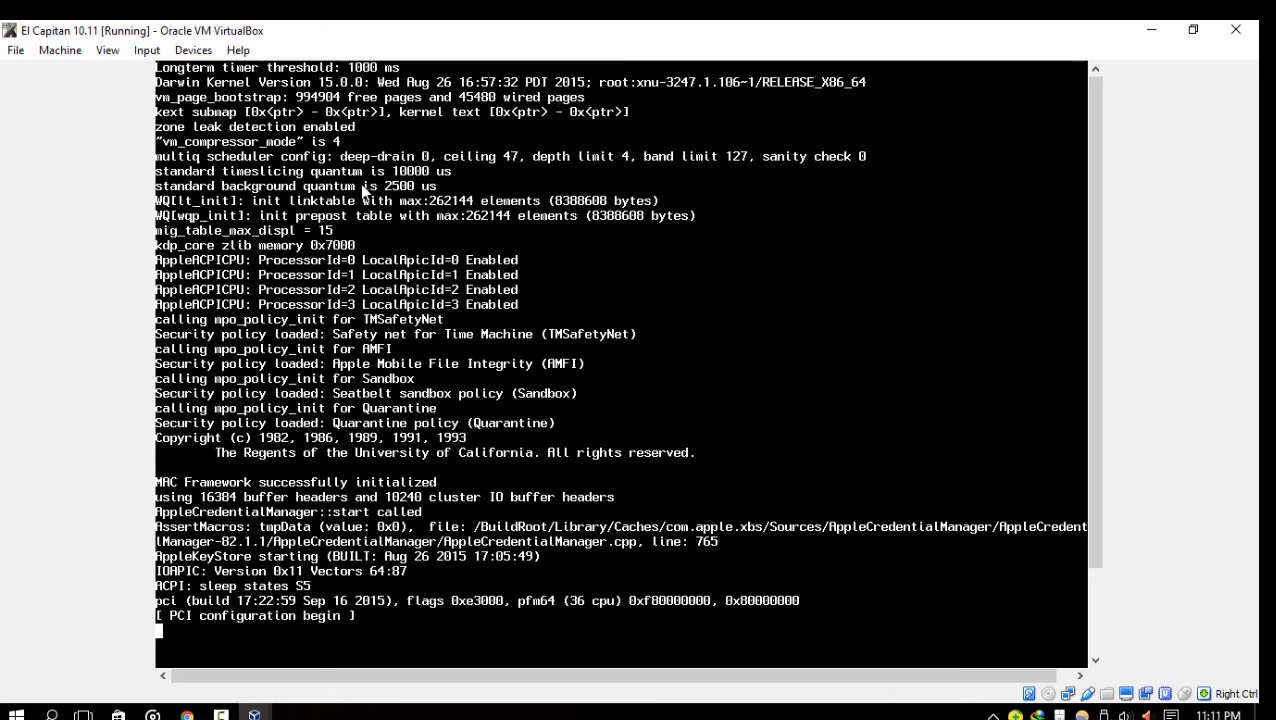 El Capitan 10.11 [Running] - Oracle VM VirtualBox
File Machine View Input Devices Help
Longterm timer threshold: 1000 ms
Darwin Kernel Version 15.0.0: Wed Aug 26 16:57:32 PDT 2015; root:xnu-3247.1.106~1/RELEASE_X86_64
vm_page_bootstrap: 994904 free pages and 45480 wired pages
kext submap [0x<ptr> - 0x<ptr>], kernel text [0x<ptr> - 0x<ptr>]
zone leak detection enabled
"vm_compressor_mode" is 4
multiq scheduler config: deep-drain 0, ceiling 47, depth limit 4, band limit 127, sanity check 0
standard timeslicing quantum is 10000 us
standard background quantum is 2500 us
WQ[lt_init]: init linktable with max:262144 elements (8388608 bytes)
WQ[wqp_init]: init prepost table with max:262144 elements (8388608 bytes)
mig_table_max_displ = 15
kdp_core zlib memory 0x7000
AppleACPICPU: ProcessorId=0 LocalApicId=0 Enabled
AppleACPICPU: ProcessorId=1 LocalApicId=1 Enabled
AppleACPICPU: ProcessorId=2 LocalApicId=2 Enabled
AppleACPICPU: ProcessorId=3 LocalApicId=3 Enabled
calling mpo_policy_init for TMSafetyNet
Security policy loaded: Safety net for Time Machine (TMSafetyNet)
calling mpo_policy_init for AMFI
Security policy loaded: Apple Mobile File Integrity (AMFI)
calling mpo_policy_init for Sandbox
Security policy loaded: Seatbelt sandbox policy (Sandbox)
calling mpo_policy_init for Quarantine
Security policy loaded: Quarantine policy (Quarantine)
Copyright (c) 1982, 1986, 1989, 1991, 1993
The Regents of the University of California. All rights reserved.
MAC Framework successfully initialized
using 16384 buffer headers and 10240 cluster IO buffer headers
AppleCredentialManager::start called
AssertMacros: tmpData (value: 0x0), file: /BuildRoot/Library/Caches/com.apple.xbs/Sources/AppleCredentialManager/AppleCredent
lManager-82.1.1/AppleCredentialManager/AppleCredentialManager.cpp, line: 765
AppleKeyStore starting (BUILT: Aug 26 2015 17:05:49)
IOAPIC: Version 0x11 Vectors 64:87
ACPI: sleep states S5
pci (build 17:22:59 Sep 16 2015), flags 0xe3000, pfm64 (36 cpu) 0xf80000000, 0x80000000
[ PCI configuration begin ]
Right Ctrl
11:11 PM